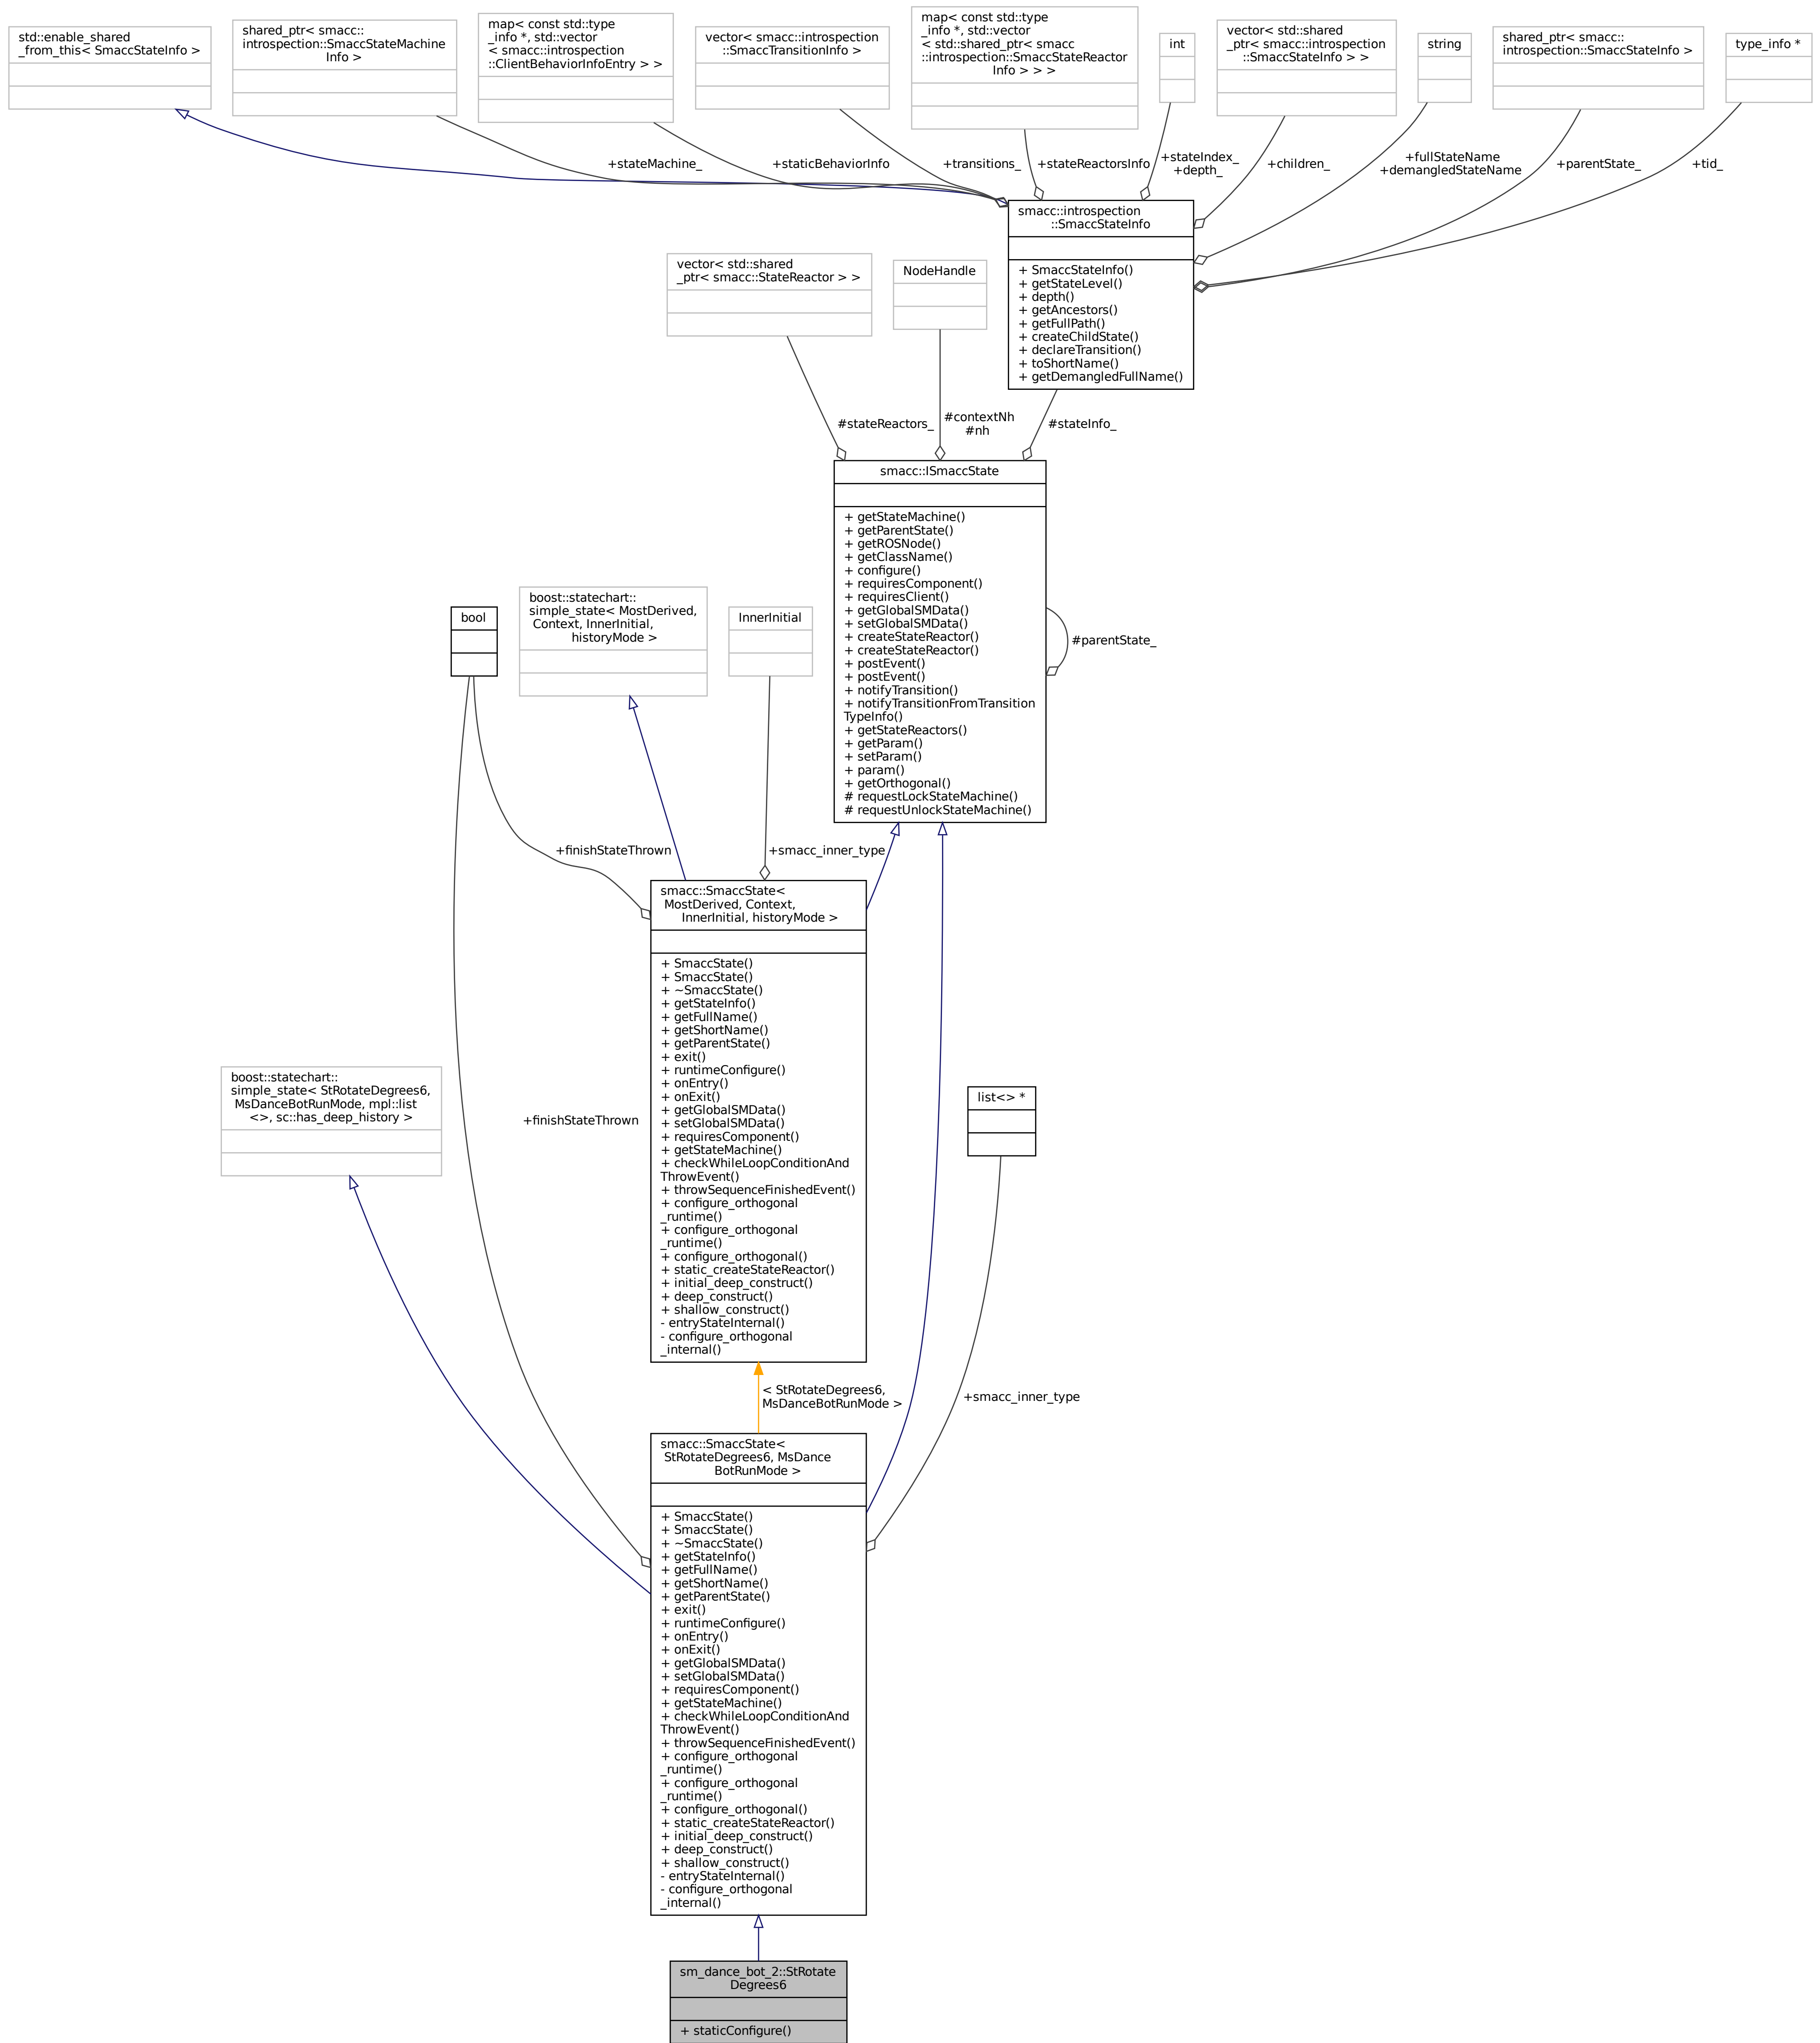 std::enable_shared
_from_this< SmaccStateInfo >
shared_ptr< smacc::
introspection::SmaccStateMachine
Info >
map< const std::type
_info *, std::vector
< smacc::introspection
::ClientBehaviorInfoEntry > >
vector< smacc::introspection
::SmaccTransitionInfo >
map< const std::type
_info *, std::vector
< std::shared_ptr< smacc
::introspection::SmaccStateReactor
Info > > >
int
vector< std::shared
_ptr< smacc::introspection
::SmaccStateInfo > >
string
shared_ptr< smacc::
introspection::SmaccStateInfo >
type_info *
+stateMachine_
+staticBehaviorInfo
+transitions_
+stateReactorsInfo
+stateIndex_
+depth_
+children_
+fullStateName
+demangledStateName
+parentState_
+tid_
smacc::introspection
::SmaccStateInfo
+ SmaccStateInfo()
+ getStateLevel()
+ depth()
+ getAncestors()
+ getFullPath()
+ createChildState()
+ declareTransition()
+ toShortName()
+ getDemangledFullName()
vector< std::shared
_ptr< smacc::StateReactor > >
NodeHandle
#stateReactors_
#contextNh
#nh
#stateInfo_
smacc::ISmaccState
+ getStateMachine()
+ getParentState()
+ getROSNode()
+ getClassName()
+ configure()
+ requiresComponent()
+ requiresClient()
+ getGlobalSMData()
+ setGlobalSMData()
+ createStateReactor()
+ createStateReactor()
+ postEvent()
+ postEvent()
+ notifyTransition()
+ notifyTransitionFromTransition
TypeInfo()
+ getStateReactors()
+ getParam()
+ setParam()
+ param()
+ getOrthogonal()
# requestLockStateMachine()
# requestUnlockStateMachine()
#parentState_
bool
boost::statechart::
simple_state< MostDerived,
Context, InnerInitial,
historyMode >
InnerInitial
+finishStateThrown
+smacc_inner_type
smacc::SmaccState<
MostDerived, Context,
InnerInitial, historyMode >
+ SmaccState()
+ SmaccState()
+ ~SmaccState()
+ getStateInfo()
+ getFullName()
+ getShortName()
+ getParentState()
+ exit()
+ runtimeConfigure()
+ onEntry()
+ onExit()
+ getGlobalSMData()
+ setGlobalSMData()
+ requiresComponent()
+ getStateMachine()
+ checkWhileLoopConditionAnd
ThrowEvent()
+ throwSequenceFinishedEvent()
+ configure_orthogonal
_runtime()
+ configure_orthogonal
_runtime()
+ configure_orthogonal()
+ static_createStateReactor()
+ initial_deep_construct()
+ deep_construct()
+ shallow_construct()
- entryStateInternal()
- configure_orthogonal
_internal()
boost::statechart::
simple_state< StRotateDegrees6,
MsDanceBotRunMode, mpl::list
<>, sc::has_deep_history >
+finishStateThrown
list<> *
< StRotateDegrees6,
MsDanceBotRunMode >
+smacc_inner_type
smacc::SmaccState<
StRotateDegrees6, MsDance
BotRunMode >
+ SmaccState()
+ SmaccState()
+ ~SmaccState()
+ getStateInfo()
+ getFullName()
+ getShortName()
+ getParentState()
+ exit()
+ runtimeConfigure()
+ onEntry()
+ onExit()
+ getGlobalSMData()
+ setGlobalSMData()
+ requiresComponent()
+ getStateMachine()
+ checkWhileLoopConditionAnd
ThrowEvent()
+ throwSequenceFinishedEvent()
+ configure_orthogonal
_runtime()
+ configure_orthogonal
_runtime()
+ configure_orthogonal()
+ static_createStateReactor()
+ initial_deep_construct()
+ deep_construct()
+ shallow_construct()
- entryStateInternal()
- configure_orthogonal
_internal()
sm_dance_bot_2::StRotate
Degrees6
+ staticConfigure()